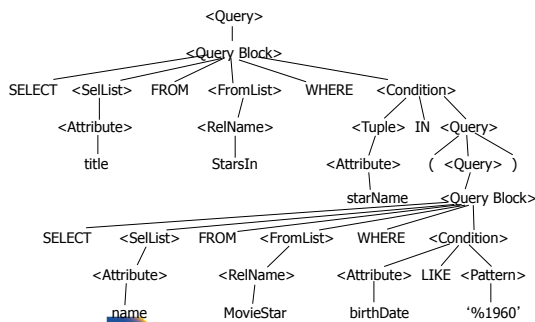 <Query>
<Query Block>
SELECT <SelList> FROM <FromList> WHERE <Condition>
<Attribute> <RelName> <Tuple> IN <Query>
title StarsIn <Attribute> ( <Query> )
starName <Query Block>
SELECT <SelList> FROM <FromList> WHERE <Condition>
<Attribute> <RelName> <Attribute> LIKE <Pattern>
name MovieStar birthDate ‘%1960’